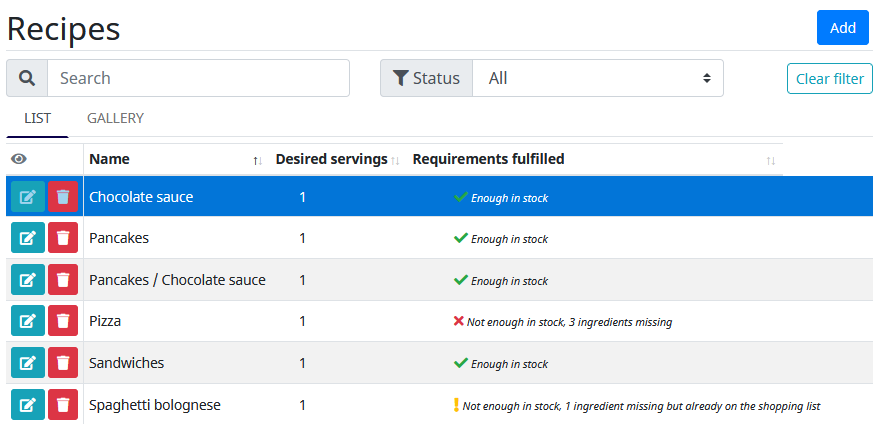 Recipes Add
Search Status All Clear filter
LIST GALLERY
Name Desired servings Requirements fulfilled
Chocolate sauce 1 Enough in stock
Pancakes 1 Enough in stock
Pancakes / Chocolate sauce 1 Enough in stock
Pizza 1 Not enough in stock, 3 ingredients missing
Sandwiches 1 Enough in stock
Spaghetti bolognese 1 Not enough in stock, 1 ingredient missing but already on the shopping list